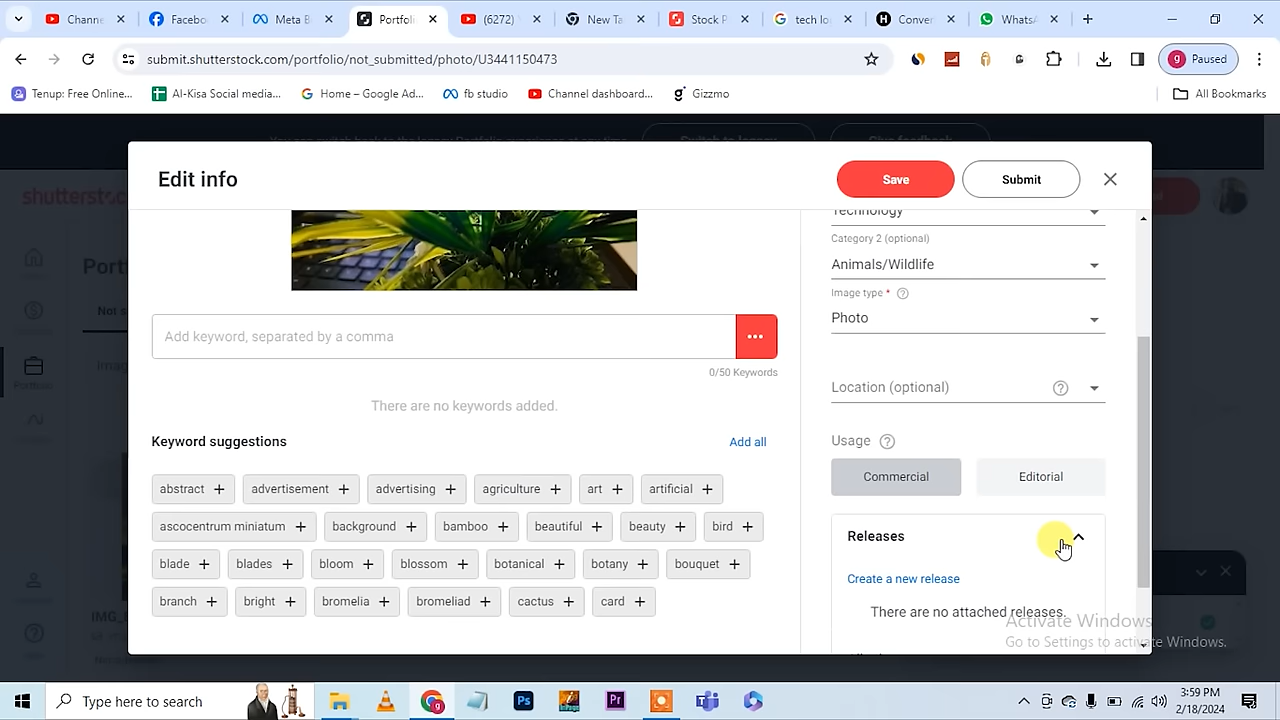 Chann
Facebo
Meta B
Portfoli
(6272)
New Ta
Stock P
tech lo
Conver
WhatsA
submit.shutterstock.com/portfolio/not_submitted/photo/U3441150473
Paused
Tenup: Free Online...
Al-Kisa Social media...
Home – Google Ad...
fb studio
Channel dashboard...
Gizzmo
All Bookmarks
shutterst
Port
Edit info
Save
Submit
Technology
Category 2 (optional)
Animals/Wildlife
Image type *
Photo
Location (optional)
Usage
Commercial
Editorial
Releases
Create a new release
There are no attached releases.
Add keyword, separated by a comma
0/50 Keywords
There are no keywords added.
Keyword suggestions
Add all
abstract + advertisement + advertising + agriculture + art + artificial +
ascocentrum miniatum + background + bamboo + beautiful + beauty + bird +
blade + blades + bloom + blossom + botanical + botany + bouquet +
branch + bright + bromelia + bromeliad + cactus + card +
Portfolio
IMG_
Activate Windows
Go to Settings to activate Windows.
Type here to search
3:59 PM
2/18/2024